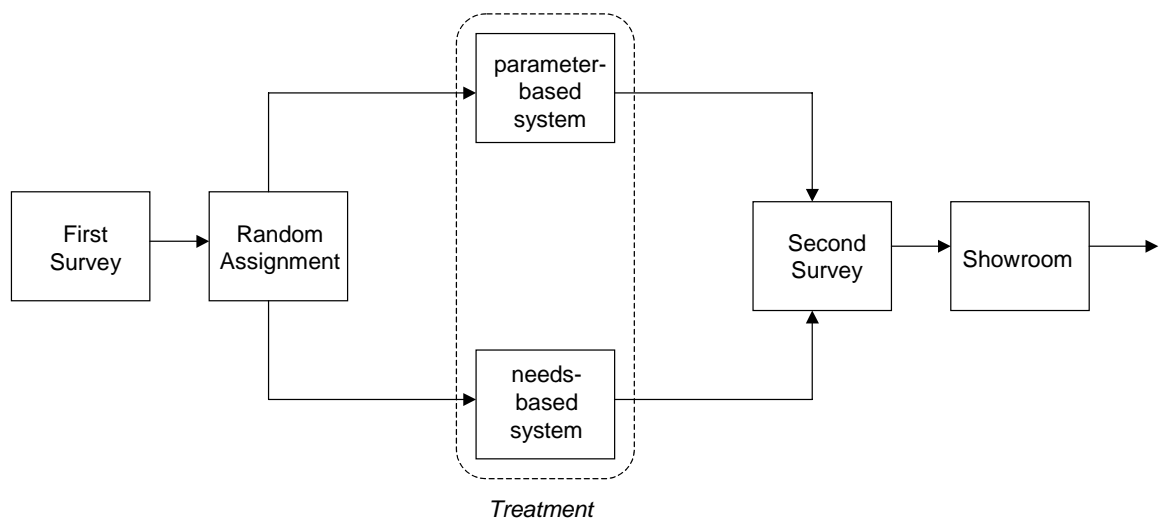 parameter-
based
system
First
Survey
Random
Assignment
Second
Survey
Showroom
needs-
based
system
Treatment